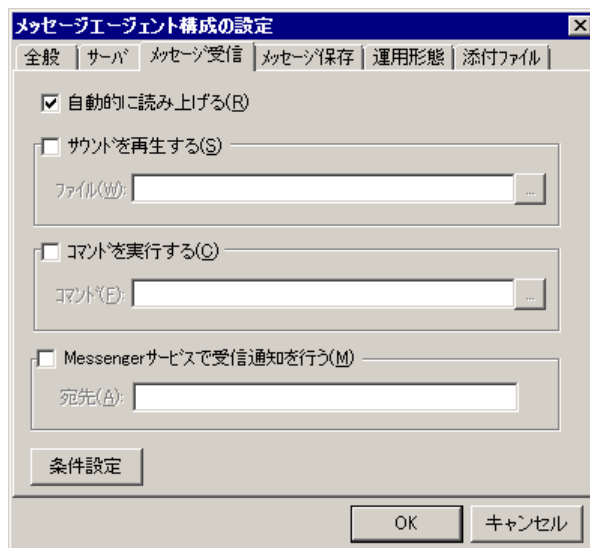 メッセージエージェント構成の設定
全般 サーバ メッセージ受信 メッセージ保存 運用形態 添付ファイル
自動的に読み上げる(R)
サウンドを再生する(S)
ファイル(W): ...
コマンドを実行する(C)
コマンド(F): ...
Messengerサービスで受信通知を行う(M)
宛先(A):
条件設定
OK キャンセル